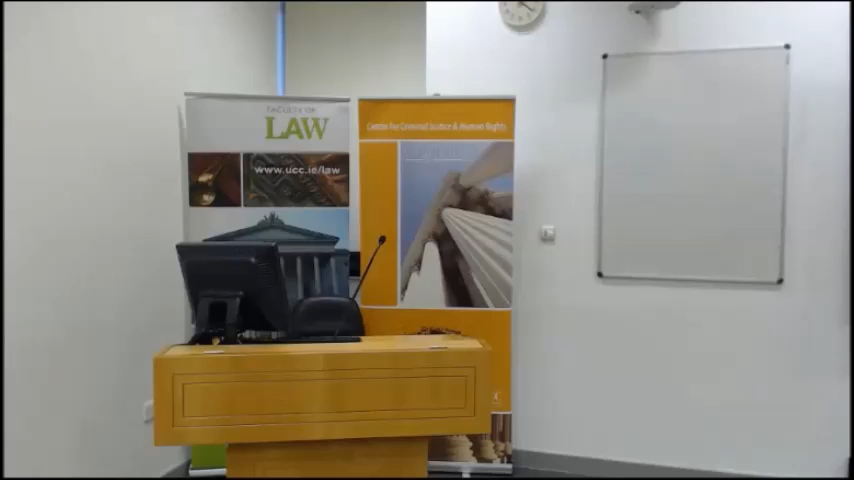 FACULTY OF
LAW
www.ucc.ie/law
Centre For Criminal Justice & Human Rights